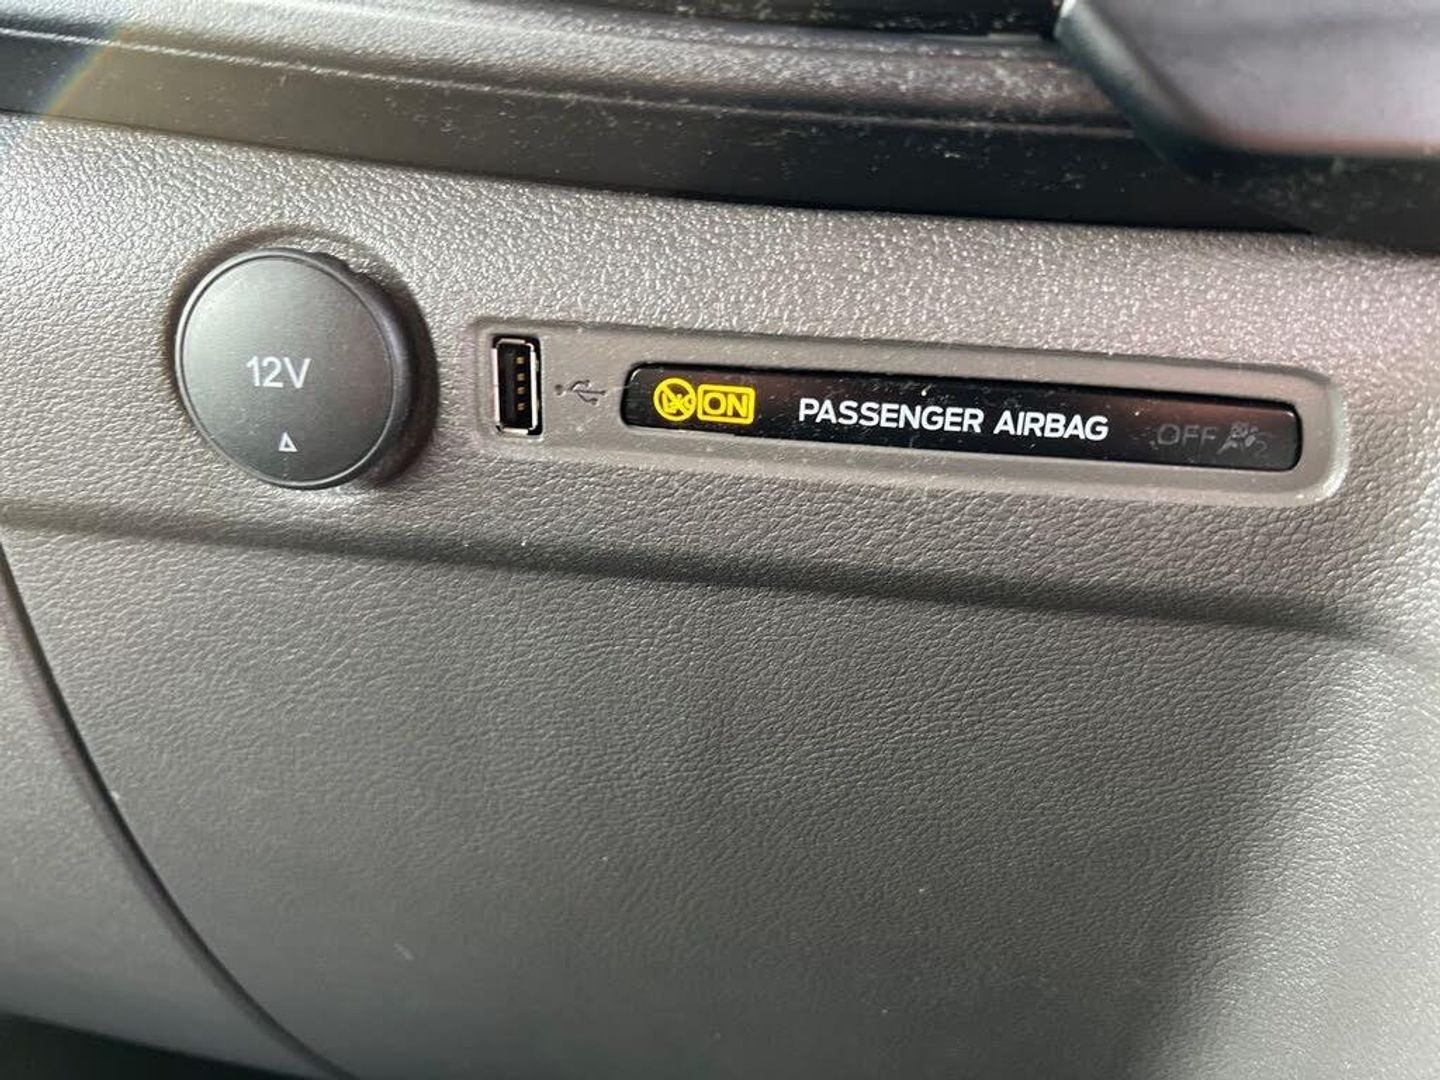 12V
ON PASSENGER AIRBAG OFF